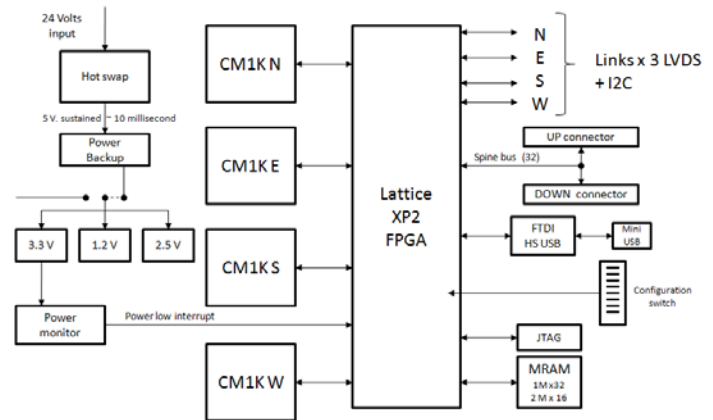 24 Volts
input
Hot swap
5 V. sustained ~ 10 millisecond
Power
Backup
3.3 V
1.2 V
2.5 V
Power
monitor
Power low interrupt
CM1K N
CM1K E
CM1K S
CM1K W
Lattice
XP2
FPGA
N
E
S
W
Links x 3 LVDS
+ I2C
UP connector
Spine bus (32)
DOWN connector
FTDI
HS USB
Mini
USB
Configuration
switch
JTAG
MRAM
1M x32
2 M x 16